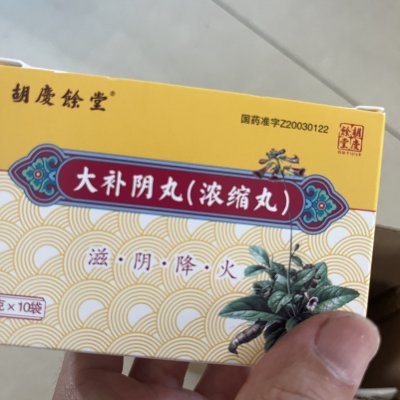 胡慶餘堂®
国药准字Z20030122
胡慶餘堂
大补阴丸(浓缩丸)
滋·阴·降·火
克×10袋